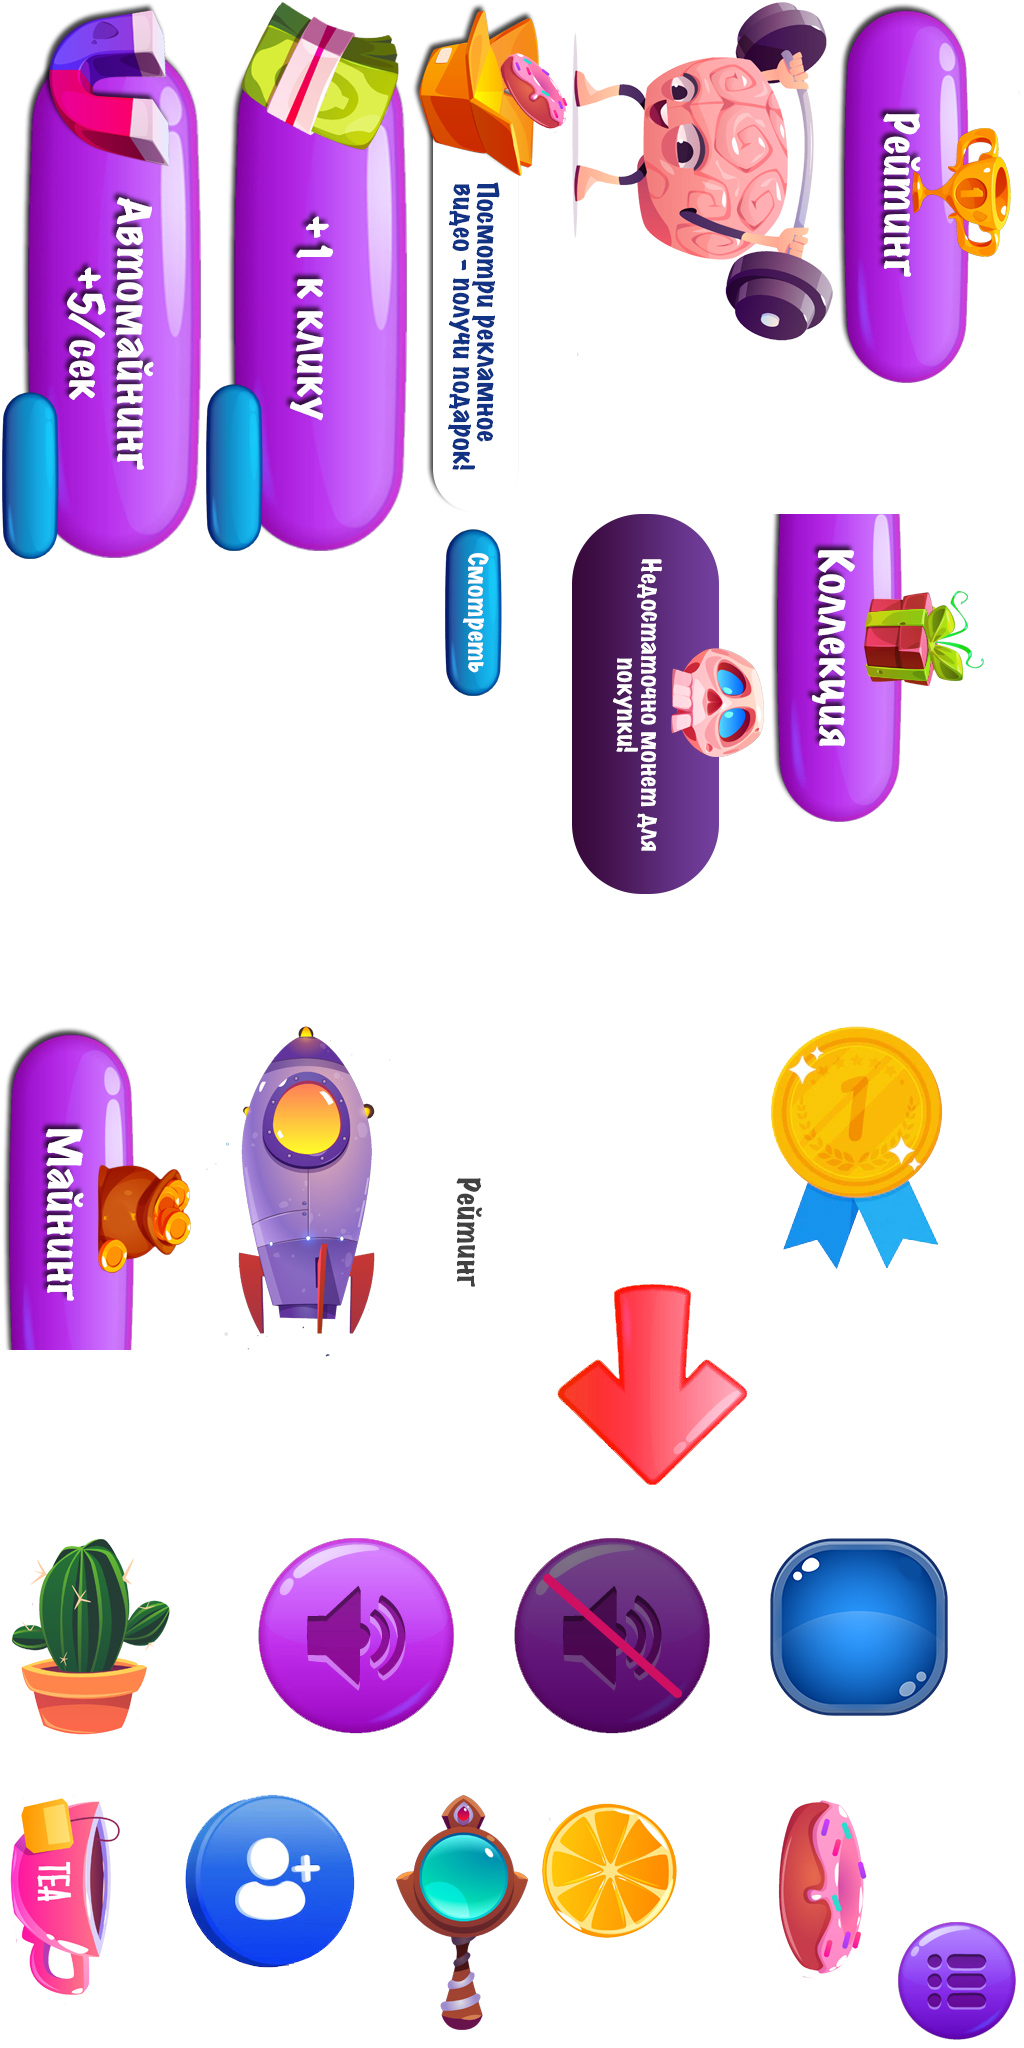 Рейтинг
Посмотри рекламное
видео - получи подарок!
+1 к клику
Автомайнинг
+5/сек
Коллекция
Недостаточно монет для
покупки!
Смотреть
1
Рейтинг
Майнинг
TEA